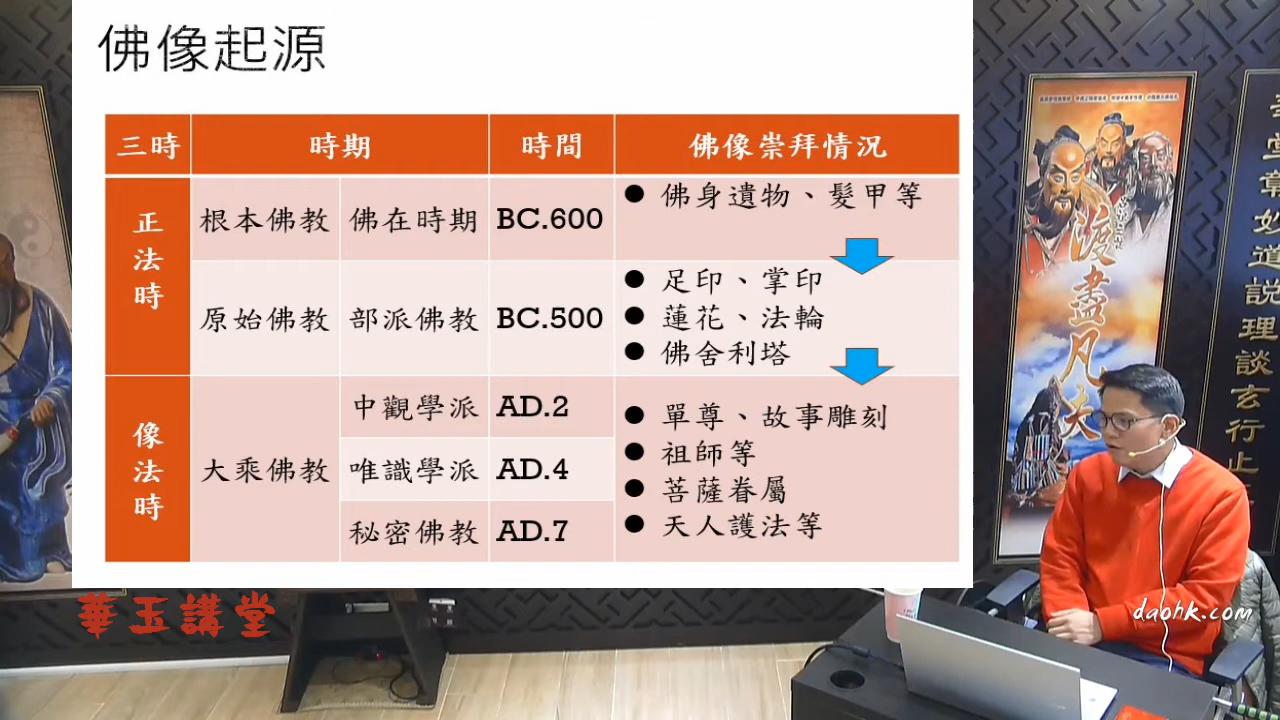 佛像起源
三時 時期 時間 佛像崇拜情況
正法時 根本佛教 佛在時期 BC.600 ● 佛身遺物、髮甲等
原始佛教 部派佛教 BC.500 ● 足印、掌印
● 蓮花、法輪
● 佛舍利塔
像法時 大乘佛教 中觀學派 AD.2 ● 單尊、故事雕刻
唯識學派 AD.4 ● 祖師等
● 菩薩眷屬
秘密佛教 AD.7 ● 天人護法等
渡盡凡夫
章妙道説理談玄行止
華玉講堂
daohk.com